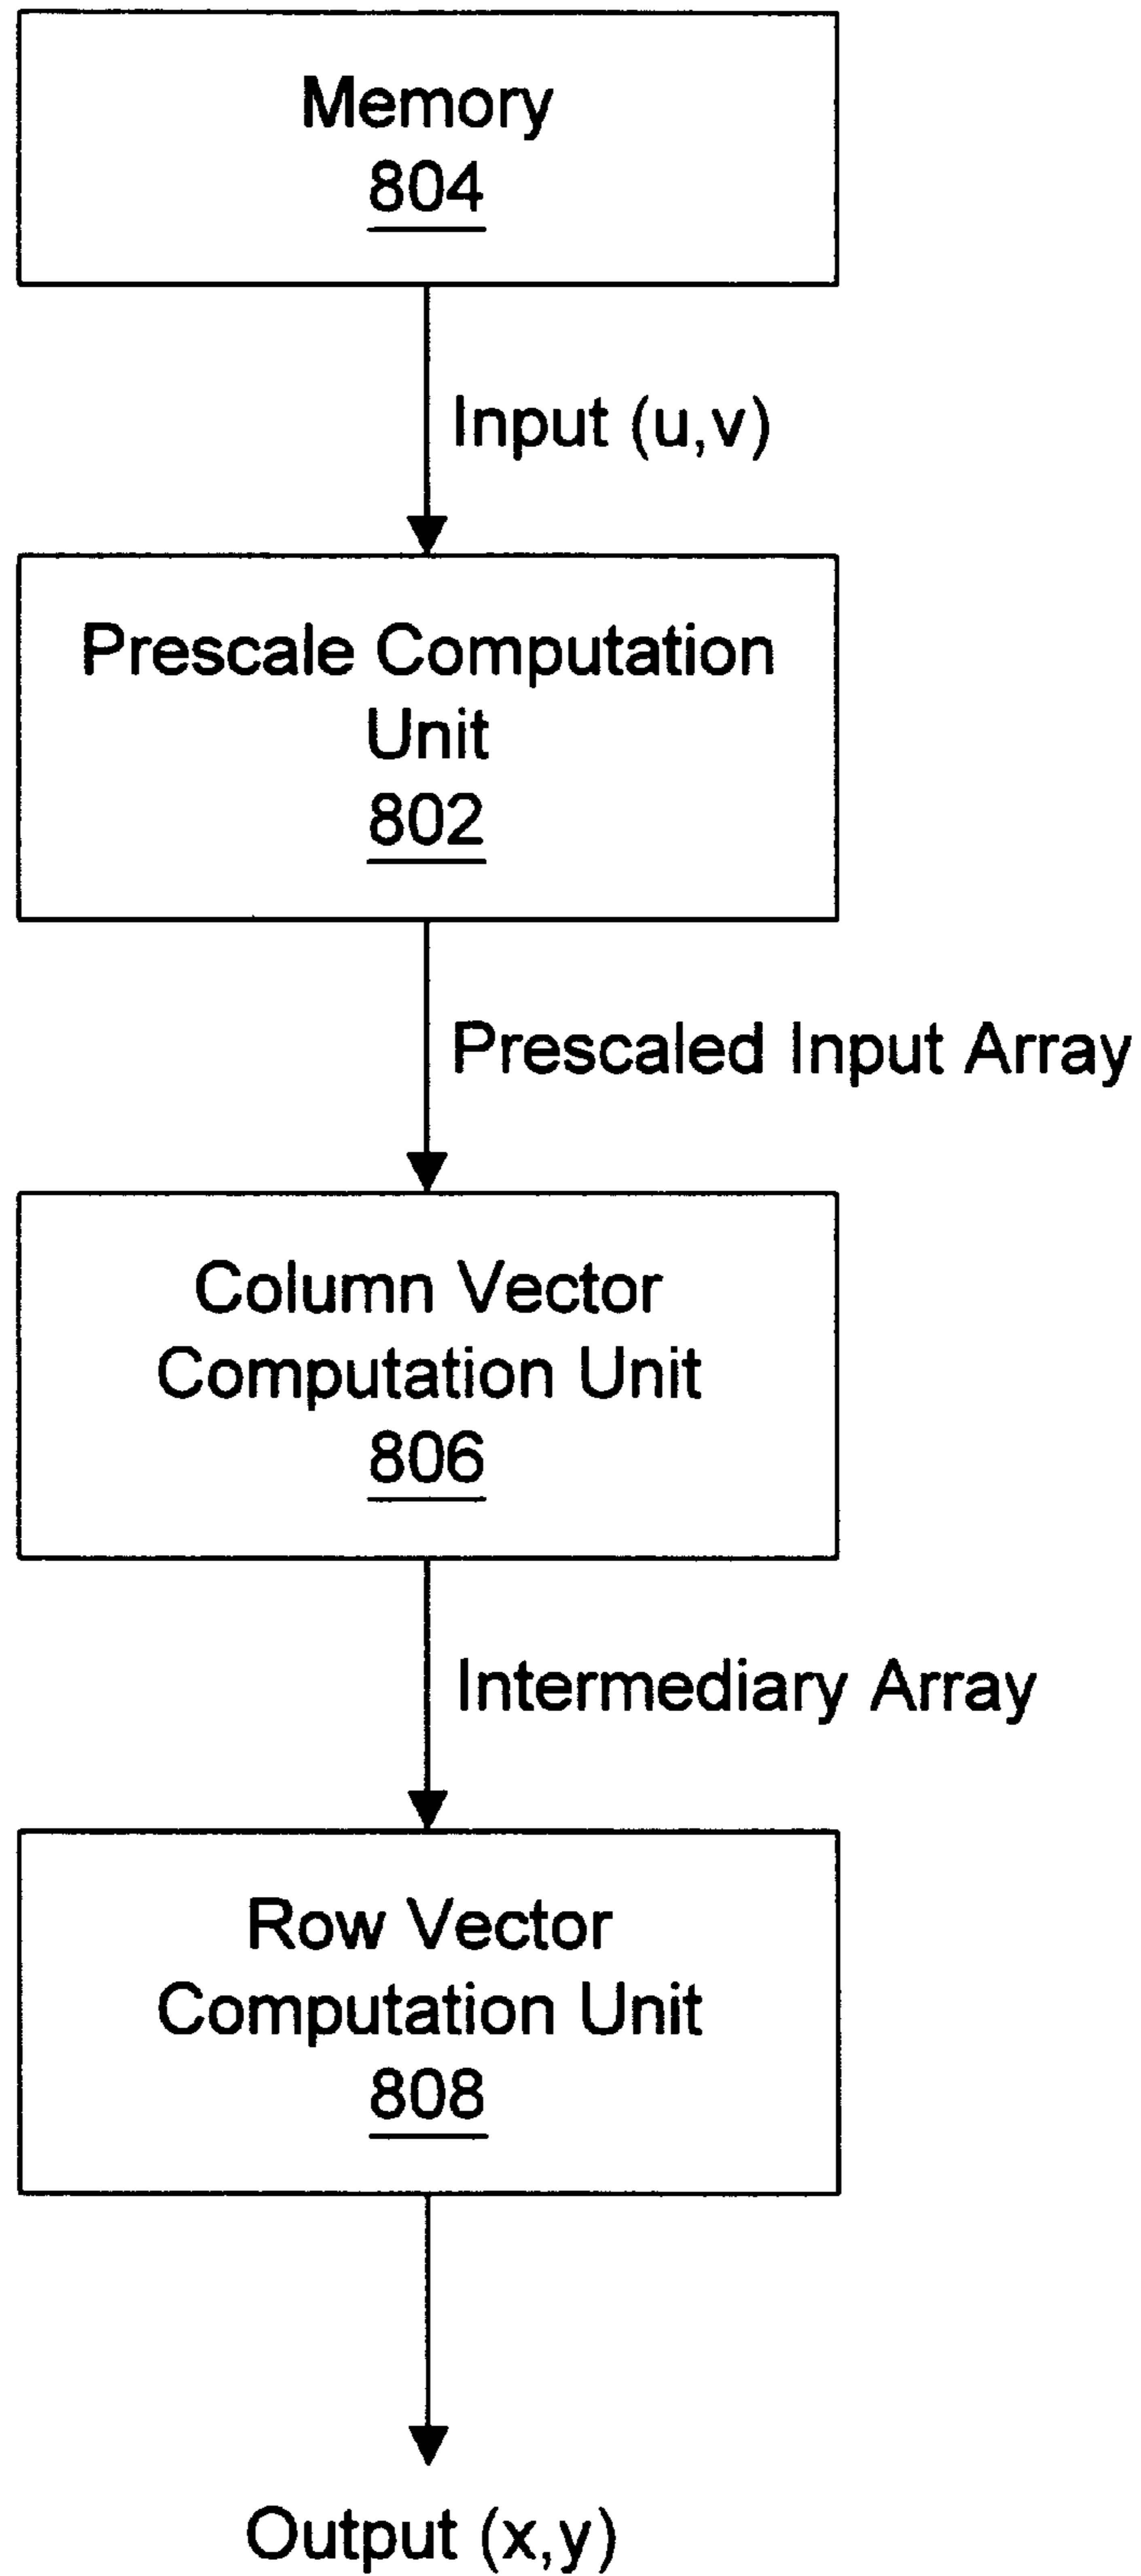 Memory
804
Input (u,v)
Prescale Computation
Unit
802
Prescaled Input Array
Column Vector
Computation Unit
806
Intermediary Array
Row Vector
Computation Unit
808
Output (x,y)